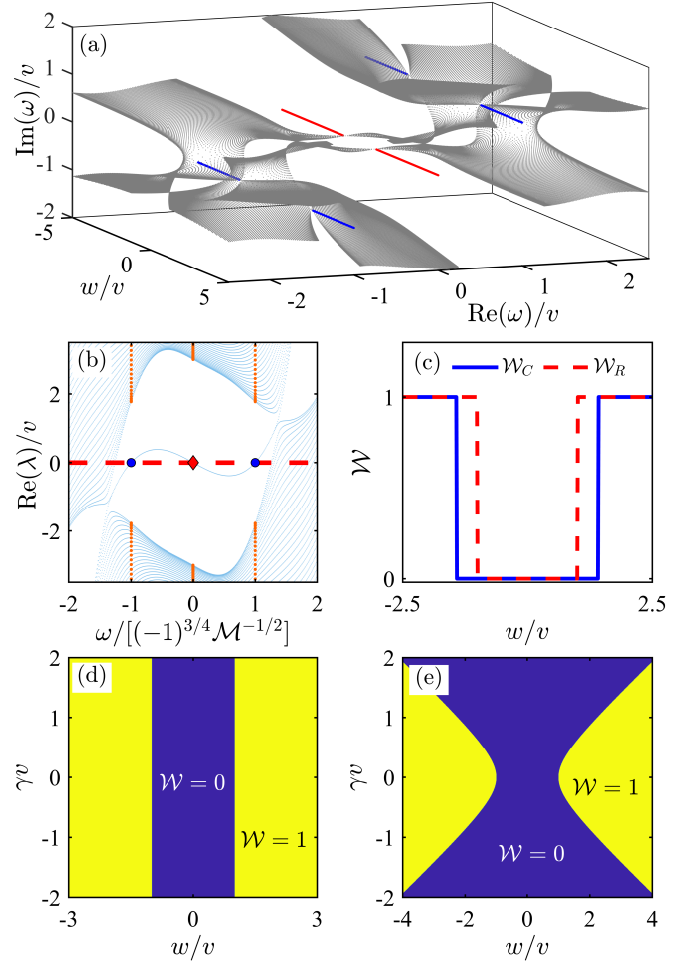 (a)
Im(ω)/v
2
1
0
-1
-2
-5
0
5
w/v
-2
-1
0
1
2
Re(ω)/v
(b)
Re(λ)/v
2
0
-2
-2
-1
0
1
2
ω/[(-1)^{3/4} 𝓜^{-1/2}]
(c)
𝒲_C
𝒲_R
𝒲
1
0
-2.5
2.5
w/v
(d)
γv
2
1
0
-1
-2
𝒲 = 0
𝒲 = 1
-3
0
3
w/v
(e)
γv
2
1
0
-1
-2
𝒲 = 1
𝒲 = 0
-4
-2
0
2
4
w/v